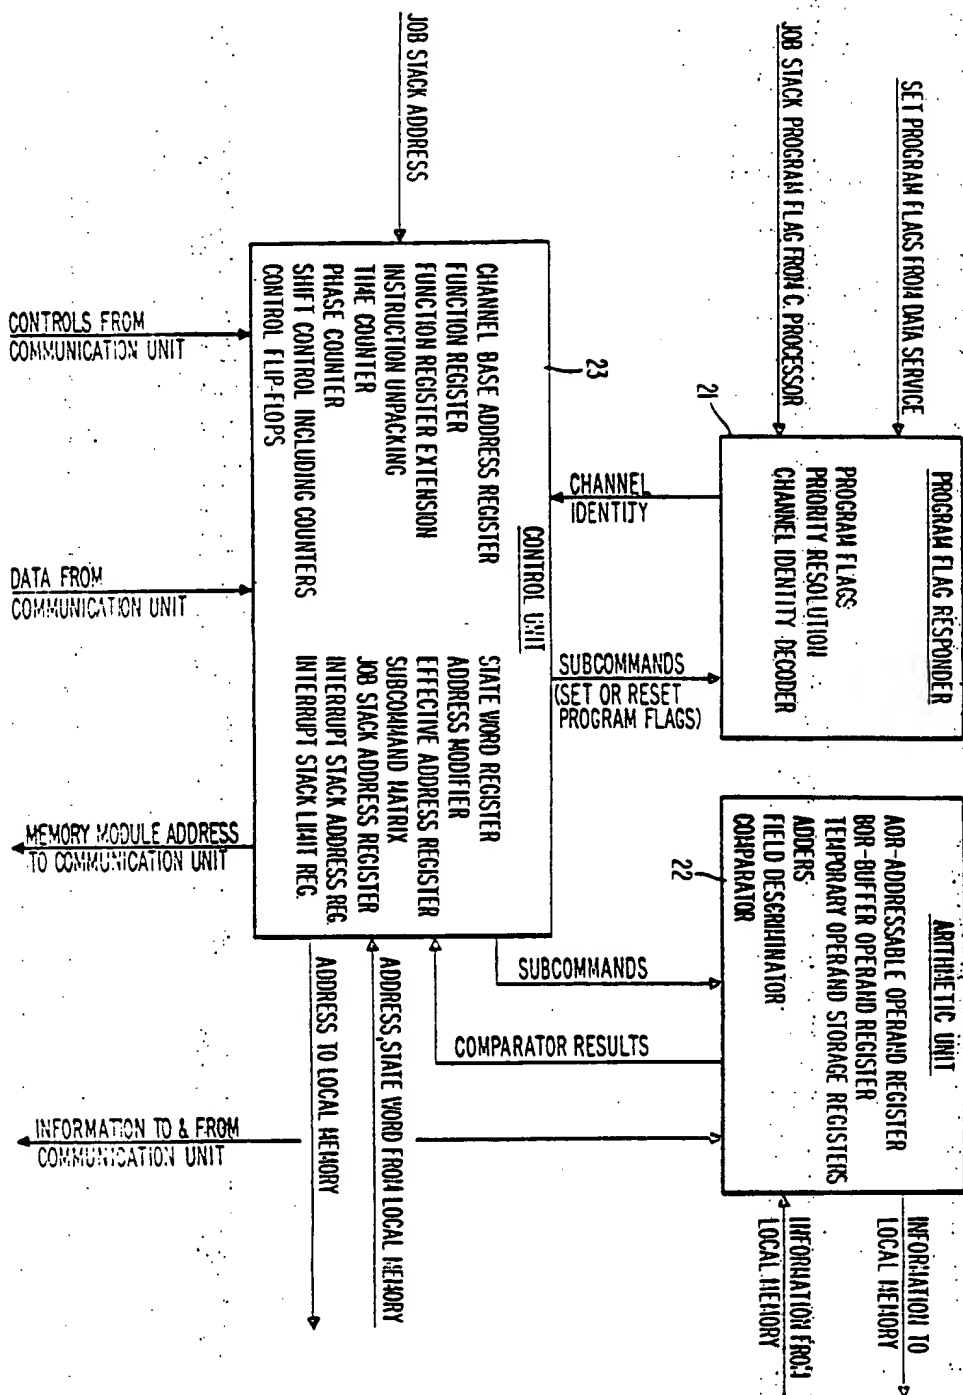 SET PROGRAM FLAGS FROM DATA SERVICE
JOB STACK PROGRAM FLAG FROM C. PROCESSOR
21
PROGRAM FLAG RESPONDER
PROGRAM FLAGS
PRIORITY RESOLUTION
CHANNEL IDENTITY DECODER
ARITHMETIC UNIT
AOR-ADDRESSABLE OPERAND REGISTER
BOR-BUFFER OPERAND REGISTER
TEMPORARY OPERAND STORAGE REGISTERS
ADDERS
FIELD DESCRIMINATOR
COMPARATOR
22
INFORMATION TO
LOCAL MEMORY
INFORMATION FROM
LOCAL MEMORY
CHANNEL
IDENTITY
SUBCOMMANDS
(SET OR RESET
PROGRAM FLAGS)
SUBCOMMANDS
COMPARATOR RESULTS
JOB STACK ADDRESS
23
CONTROL UNIT
CHANNEL BASE ADDRESS REGISTER
FUNCTION REGISTER
FUNCTION REGISTER EXTENSION
INSTRUCTION UNPACKING
TIME COUNTER
PHASE COUNTER
SHIFT CONTROL INCLUDING COUNTERS
CONTROL FLIP-FLOPS
STATE WORD REGISTER
ADDRESS MODIFIER
EFFECTIVE ADDRESS REGISTER
SUBCOMMAND MATRIX
JOB STACK ADDRESS REGISTER
INTERRUPT STACK ADDRESS REG.
INTERRUPT STACK LIMIT REG.
ADDRESS,STATE WORD FROM LOCAL MEMORY
ADDRESS TO LOCAL MEMORY
CONTROLS FROM
COMMUNICATION UNIT
DATA FROM
COMMUNICATION UNIT
MEMORY MODULE ADDRESS
TO COMMUNICATION UNIT
INFORMATION TO & FROM
COMMUNICATION UNIT